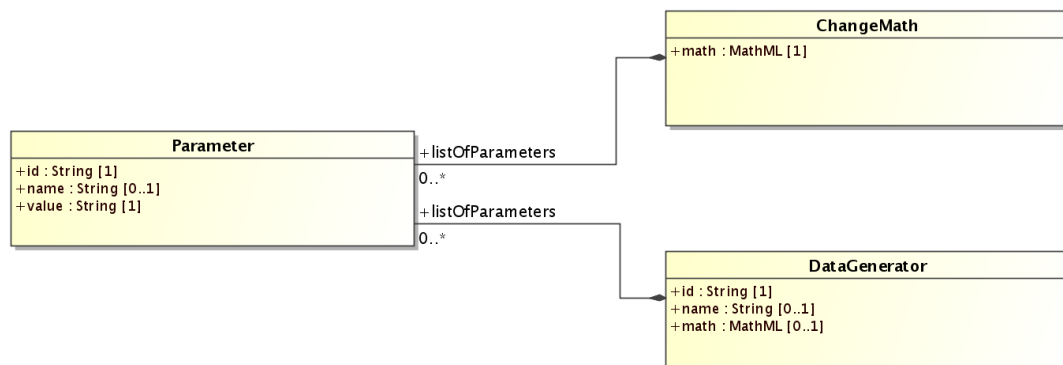 ChangeMath
+math : MathML [1]
Parameter
+id : String [1]
+name : String [0..1]
+value : String [1]
+listOfParameters
0..*
+listOfParameters
0..*
DataGenerator
+id : String [1]
+name : String [0..1]
+math : MathML [0..1]